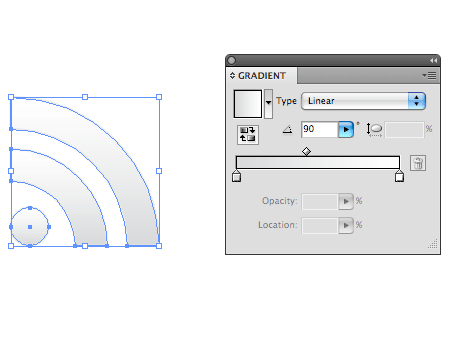 GRADIENT
Type Linear
90 ° %
Opacity: %
Location: %